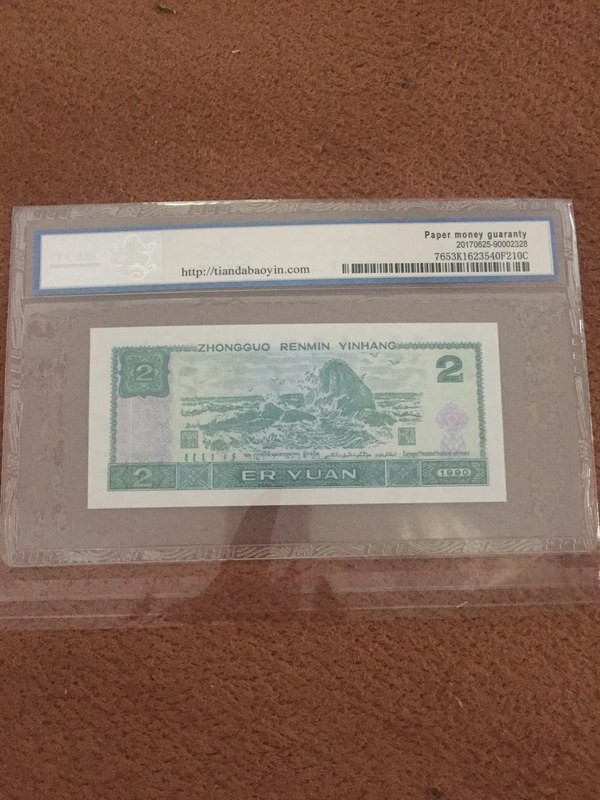 Paper money guaranty
20170625-90002328
http://tiandabaoyin.com
7653K1623540F210C
ZHONGGUO RENMIN YINHANG
2
2
2
ER YUAN
1990